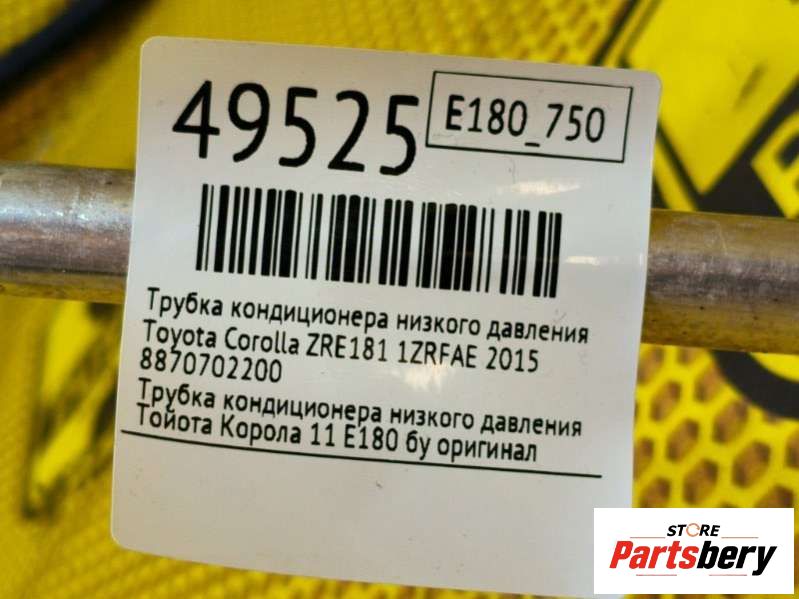 49525
E180_750
Трубка кондиционера низкого давления
Toyota Corolla ZRE181 1ZRFAE 2015
8870702200
Трубка кондиционера низкого давления
Тойота Корола 11 Е180 бу оригинал
STORE
Partsbery